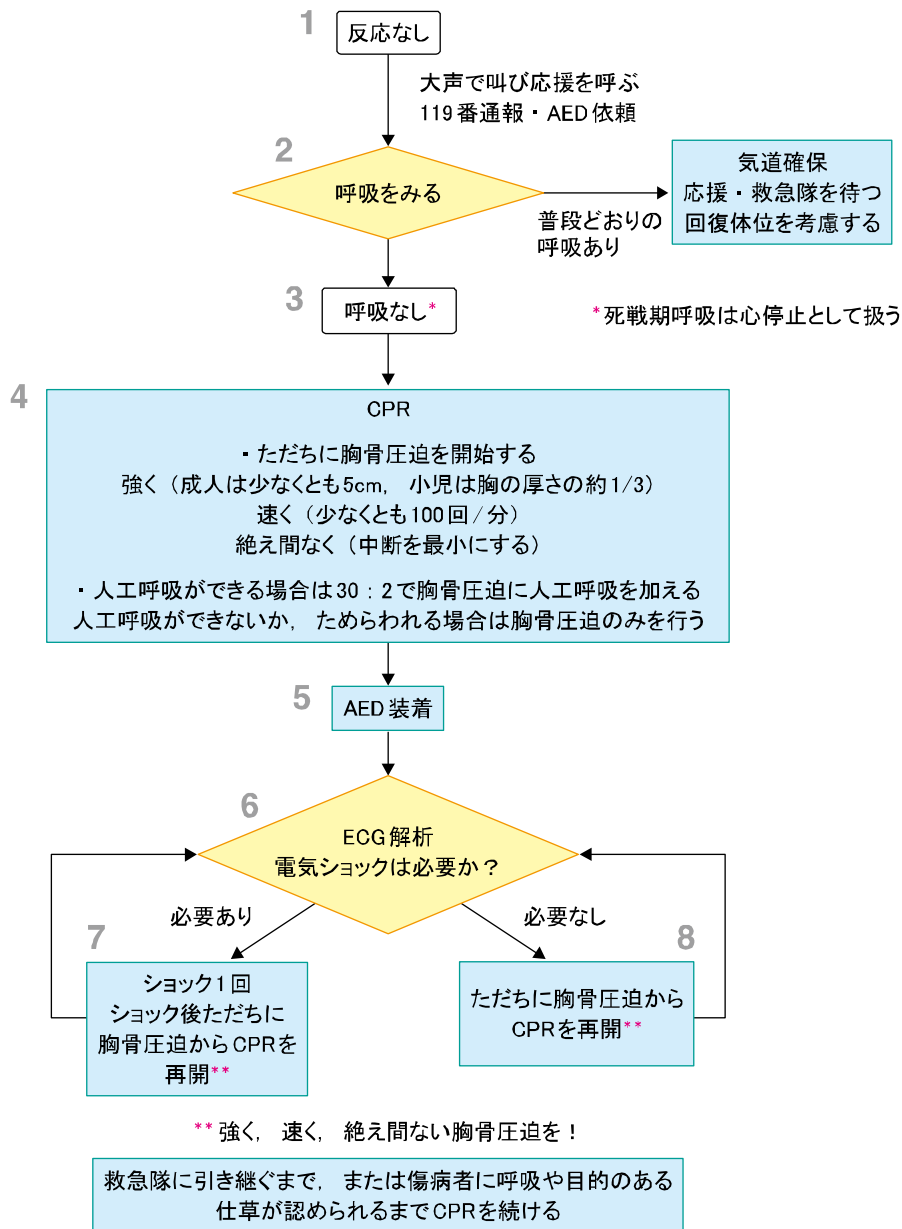 1
反応なし
大声で叫び応援を呼ぶ
119番通報・AED依頼
2
呼吸をみる
気道確保
応援・救急隊を待つ
回復体位を考慮する
普段どおりの
呼吸あり
3
呼吸なし*
*死戦期呼吸は心停止として扱う
4
CPR
・ただちに胸骨圧迫を開始する
強く（成人は少なくとも5cm，小児は胸の厚さの約1/3）
速く（少なくとも100回/分）
絶え間なく（中断を最小にする）
・人工呼吸ができる場合は30：2で胸骨圧迫に人工呼吸を加える
人工呼吸ができないか，ためらわれる場合は胸骨圧迫のみを行う
5
AED装着
6
ECG解析
電気ショックは必要か？
必要あり
必要なし
7
ショック1回
ショック後ただちに
胸骨圧迫からCPRを
再開**
8
ただちに胸骨圧迫から
CPRを再開**
**強く，速く，絶え間ない胸骨圧迫を！
救急隊に引き継ぐまで，または傷病者に呼吸や目的のある
仕草が認められるまでCPRを続ける